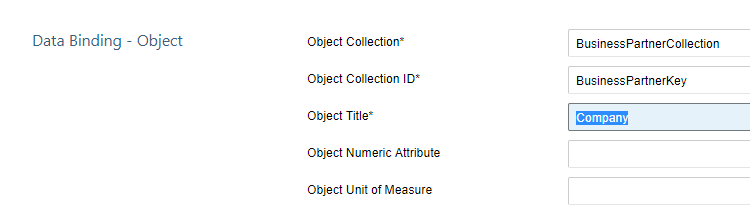 Data Binding - Object
Object Collection*
BusinessPartnerCollection
Object Collection ID*
BusinessPartnerKey
Object Title*
Company
Object Numeric Attribute
Object Unit of Measure